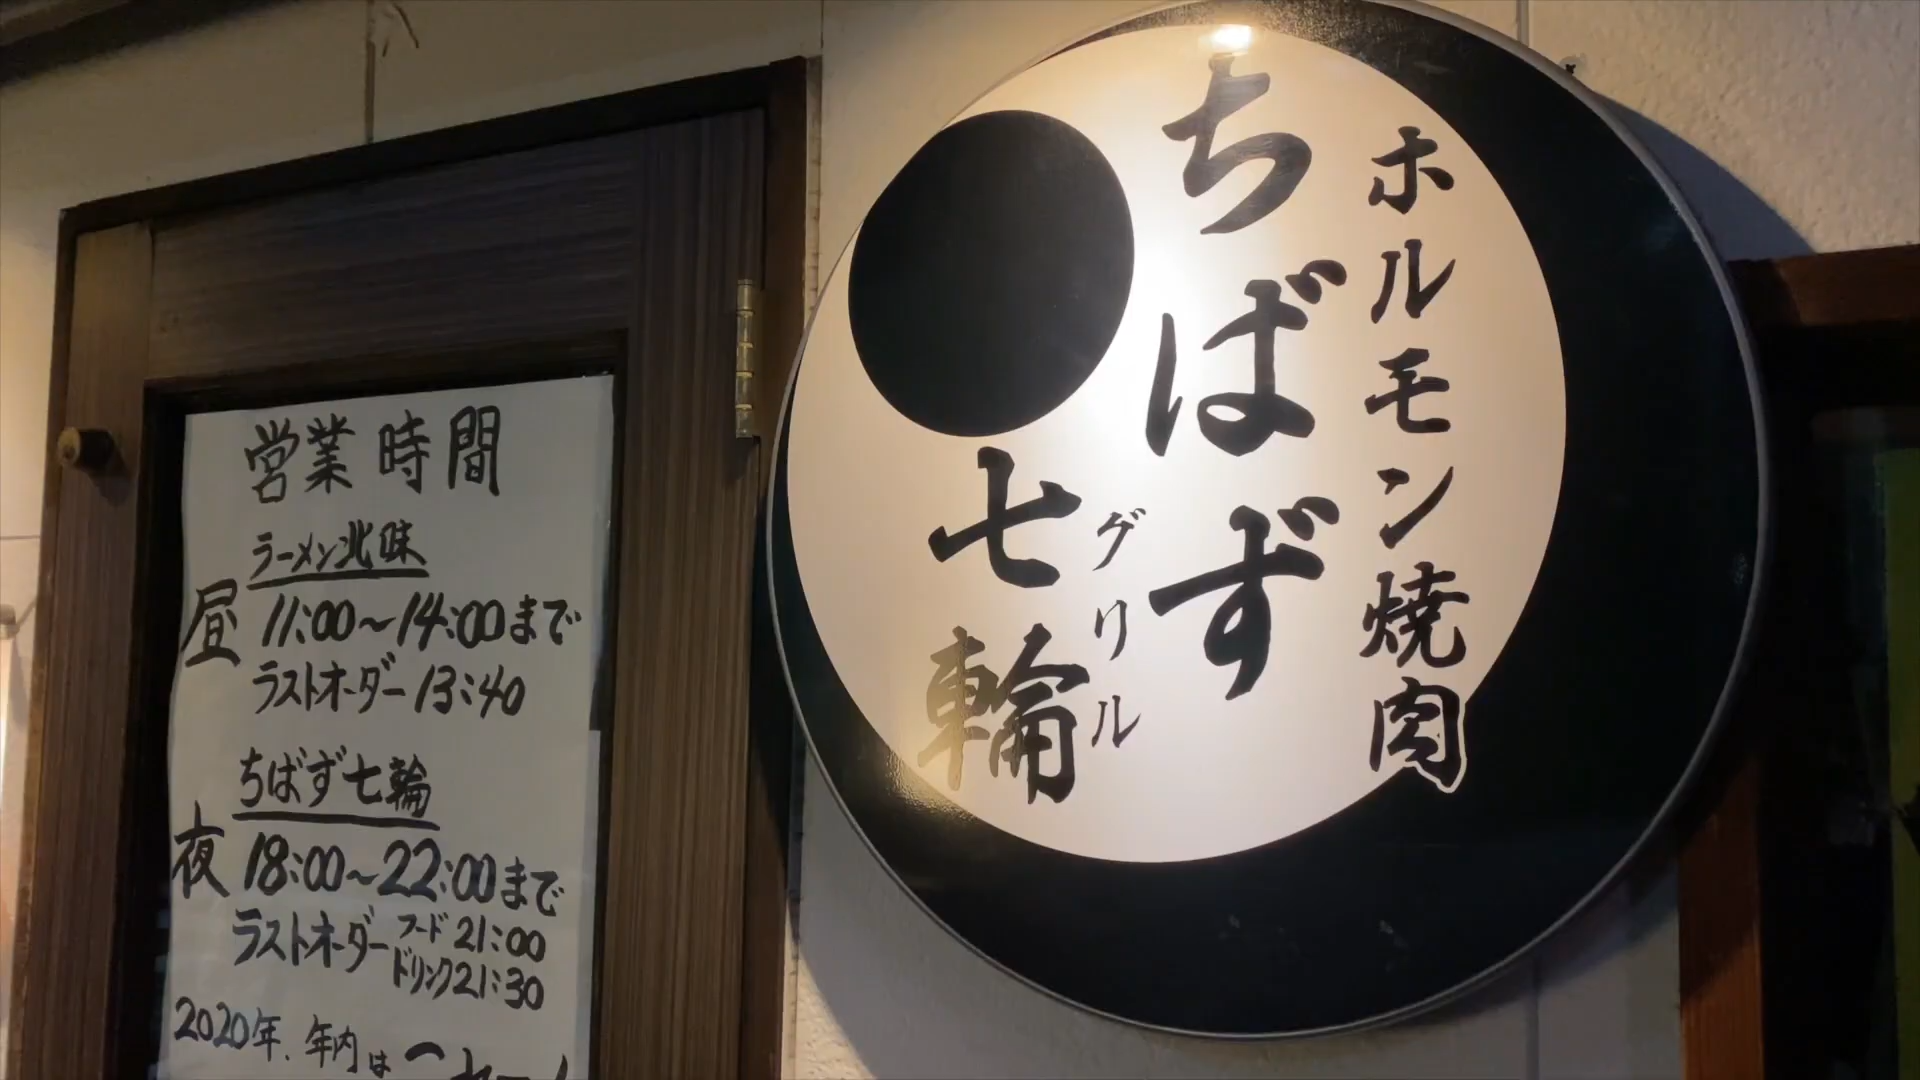 ホルモン焼肉
ちばず
グリル
七輪
営業時間
ラーメン北味
昼 11:00〜14:00まで
ラストオーダー 13:40
ちばず七輪
夜 18:00〜22:00まで
ラストオーダー フード 21:00
ドリンク21:30
2020年、年内は